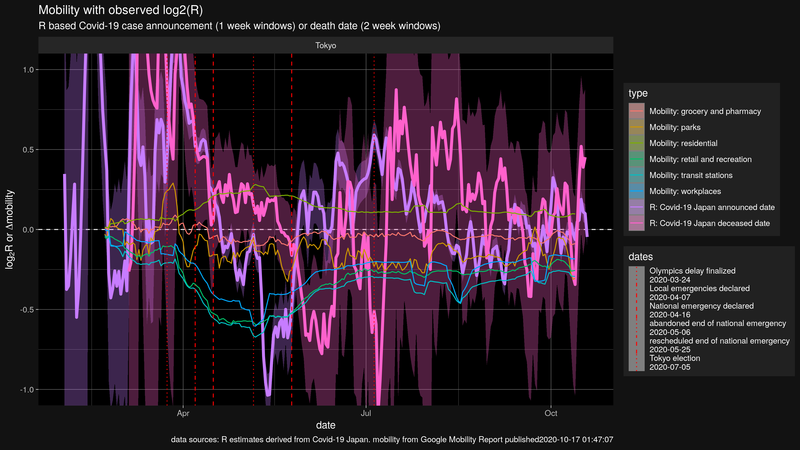 Mobility with observed log2(R)
R based Covid-19 case announcement (1 week windows) or death date (2 week windows)
Tokyo
1.0
0.5
0.0
-0.5
-1.0
log2R or Δmobility
Apr
Jul
Oct
date
type
Mobility: grocery and pharmacy
Mobility: parks
Mobility: residential
Mobility: retail and recreation
Mobility: transit stations
Mobility: workplaces
R: Covid-19 Japan announced date
R: Covid-19 Japan deceased date
dates
Olympics delay finalized
2020-03-24
Local emergencies declared
2020-04-07
National emergency declared
2020-04-16
abandoned end of national emergency
2020-05-06
rescheduled end of national emergency
2020-05-25
Tokyo election
2020-07-05
data sources: R estimates derived from Covid-19 Japan. mobility from Google Mobility Report published2020-10-17 01:47:07